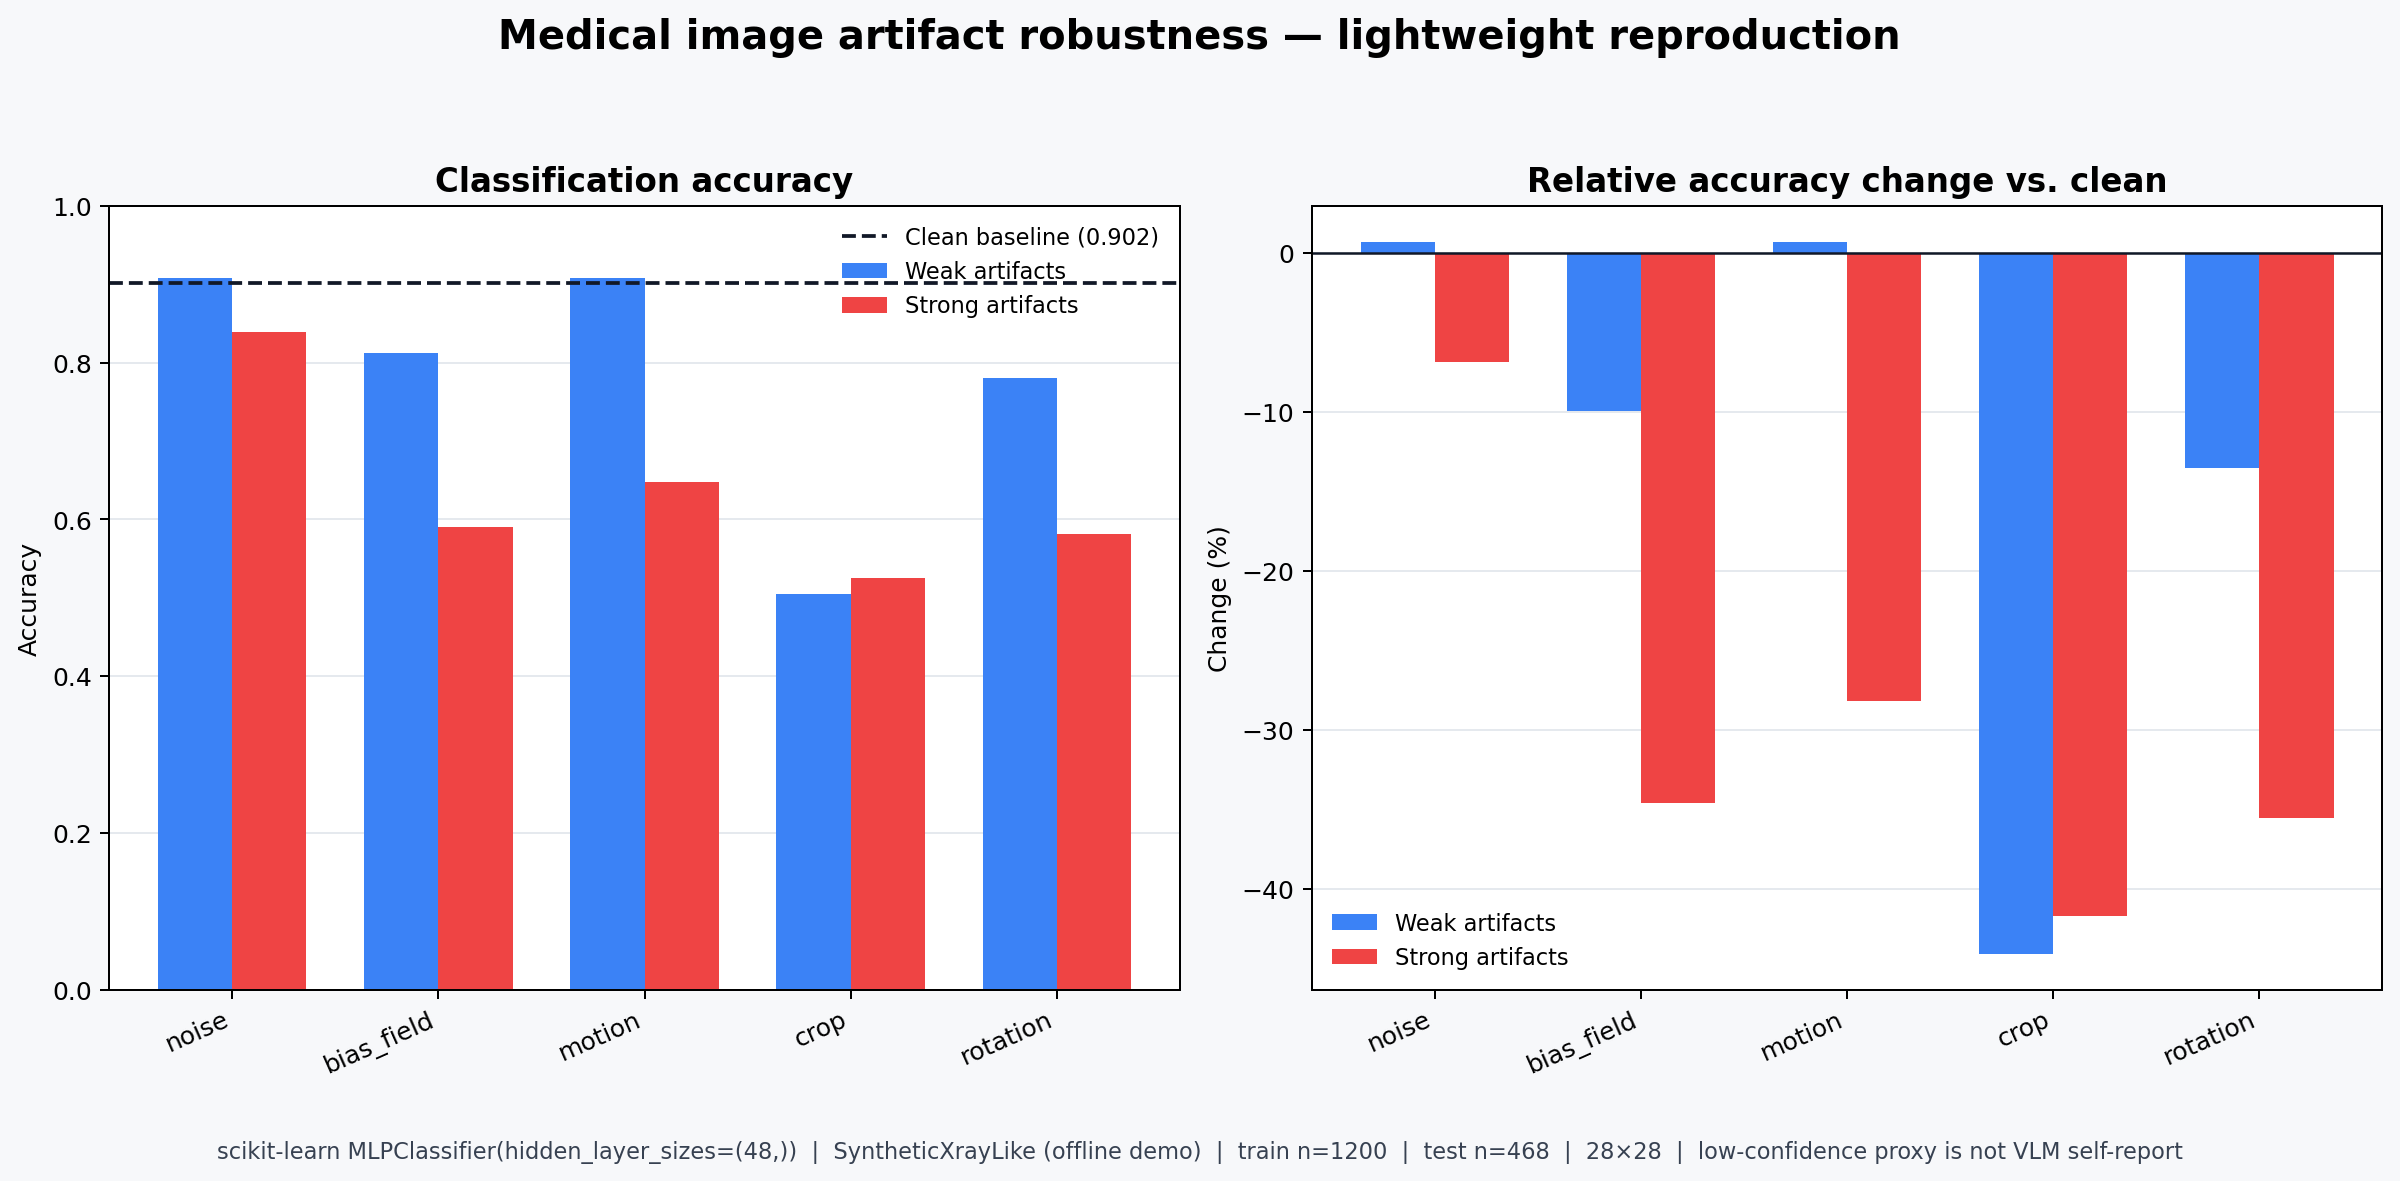 Medical image artifact robustness — lightweight reproduction
Classification accuracy
Accuracy
1.0
0.8
0.6
0.4
0.2
0.0
Clean baseline (0.902)
Weak artifacts
Strong artifacts
noise
bias_field
motion
crop
rotation
Relative accuracy change vs. clean
Change (%)
0
−10
−20
−30
−40
Weak artifacts
Strong artifacts
noise
bias_field
motion
crop
rotation
scikit-learn MLPClassifier(hidden_layer_sizes=(48,)) | SyntheticXrayLike (offline demo) | train n=1200 | test n=468 | 28×28 | low-confidence proxy is not VLM self-report